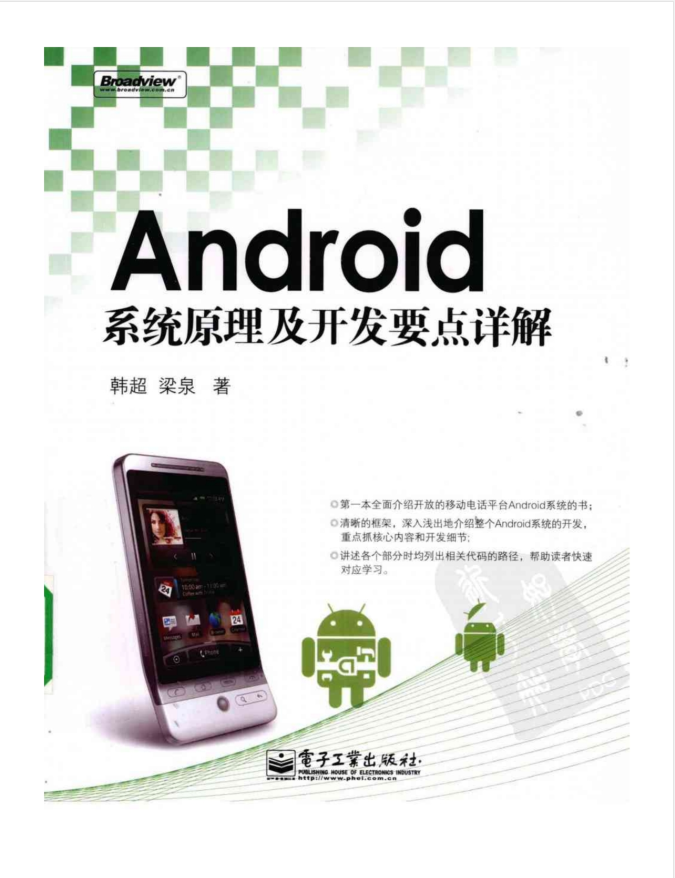 Broadview®
www.broadview.com.cn
Android
系统原理及开发要点详解
韩超 梁泉 著
◎第一本全面介绍开放的移动电话平台Android系统的书；
◎清晰的框架，深入浅出地介绍整个Android系统的开发，
重点抓核心内容和开发细节；
◎讲述各个部分时均列出相关代码的路径，帮助读者快速
对应学习。
24
24
Phone
電子工業出版社.
PUBLISHING HOUSE OF ELECTRONICS INDUSTRY
http://www.phei.com.cn
PDG